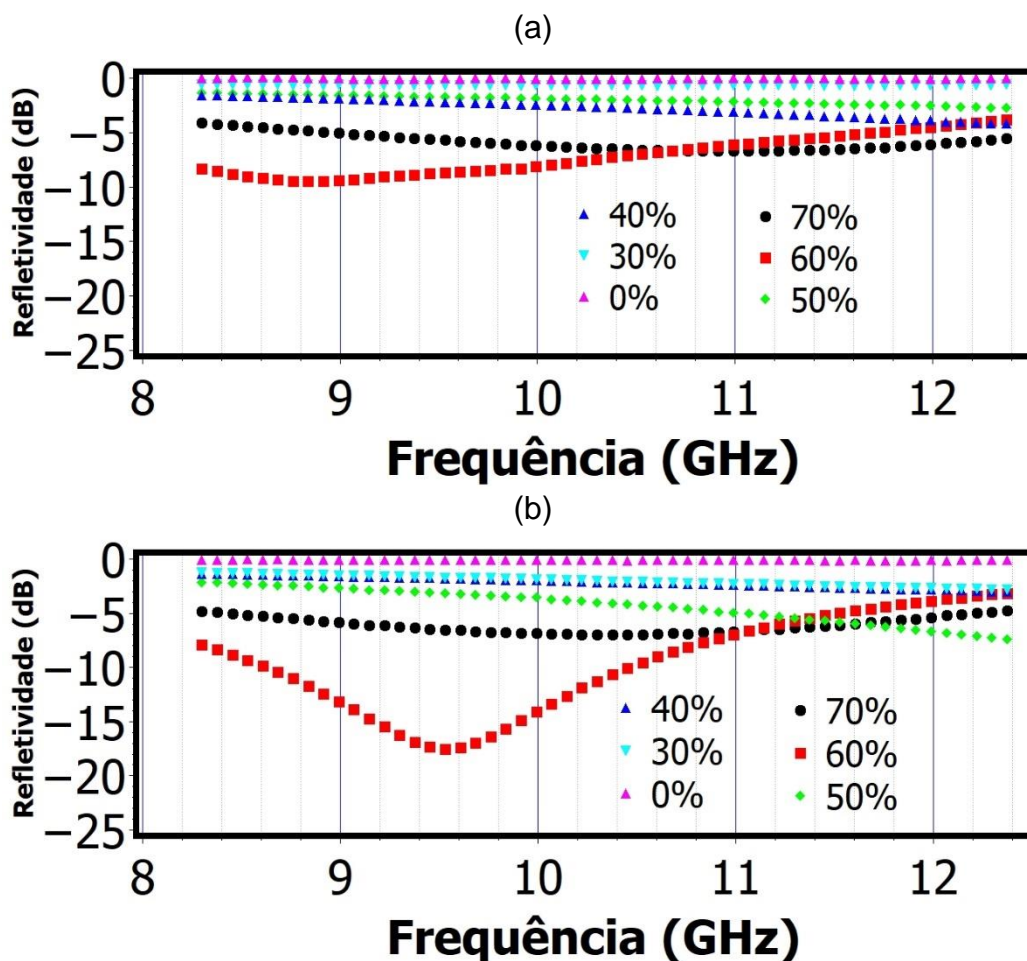 (a)
Refletividade (dB)
0
−5
−10
−15
−20
−25
40% 70%
30% 60%
0% 50%
8 9 10 11 12
Frequência (GHz)
(b)
Refletividade (dB)
0
−5
−10
−15
−20
−25
40% 70%
30% 60%
0% 50%
8 9 10 11 12
Frequência (GHz)